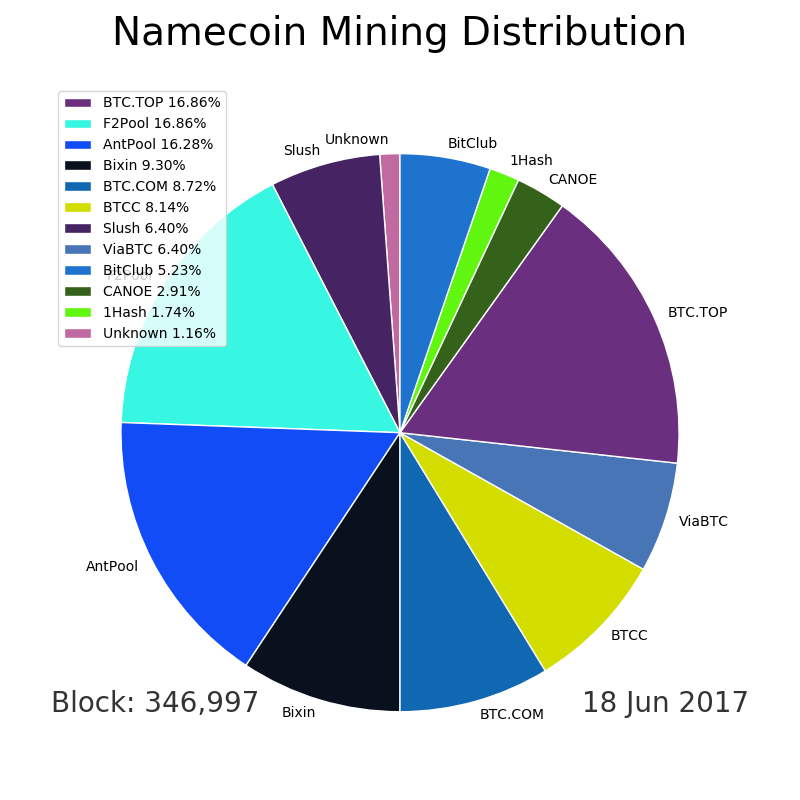 Namecoin Mining Distribution
BTC.TOP 16.86%
F2Pool 16.86%
AntPool 16.28%
Bixin 9.30%
BTC.COM 8.72%
BTCC 8.14%
Slush 6.40%
ViaBTC 6.40%
BitClub 5.23%
CANOE 2.91%
1Hash 1.74%
Unknown 1.16%
Unknown
Slush
BitClub
1Hash
CANOE
F2Pool
BTC.TOP
AntPool
ViaBTC
BTCC
Bixin
BTC.COM
Block: 346,997
18 Jun 2017